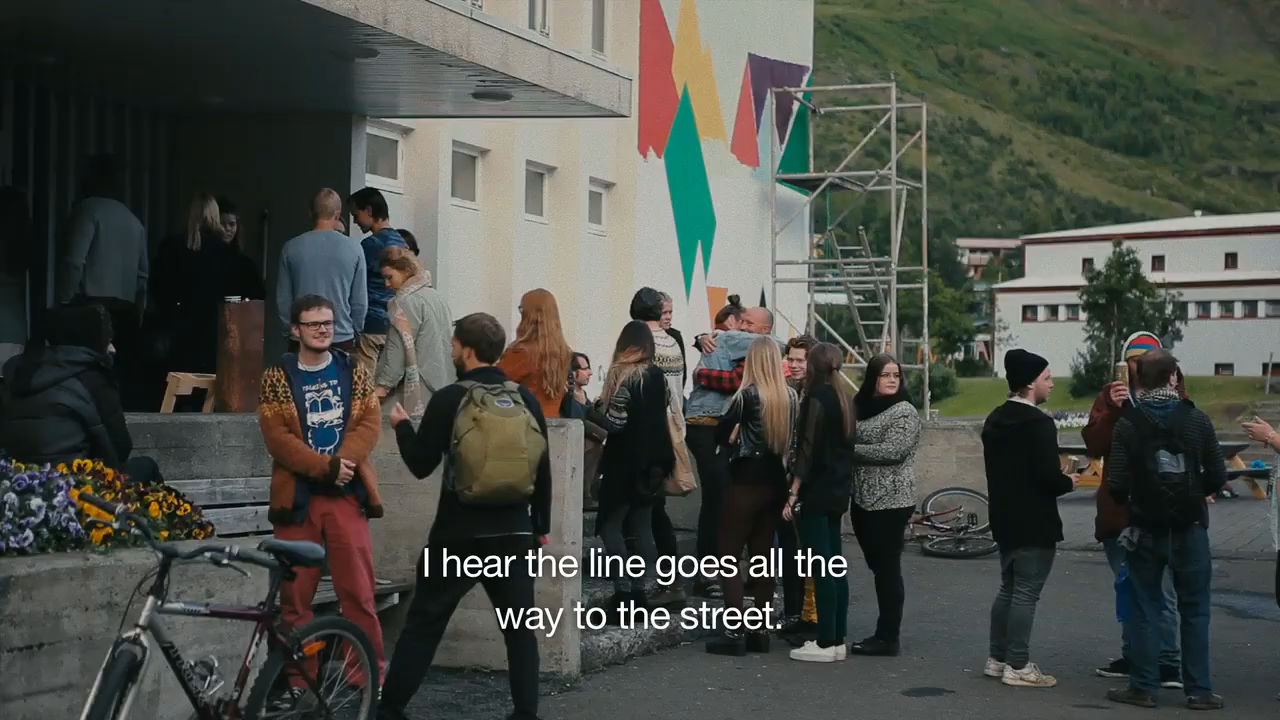 I hear the line goes all the
way to the street.